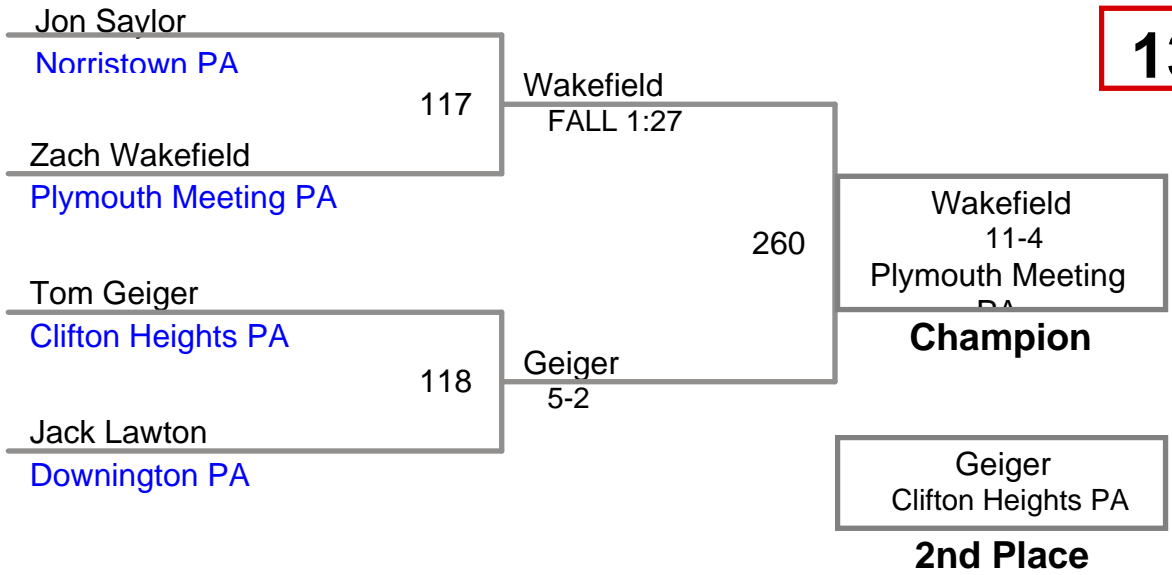 Jon Saylor
Norristown PA
13
117
Wakefield
FALL 1:27
Zach Wakefield
Plymouth Meeting PA
260
Wakefield
11-4
Plymouth Meeting
PA
Champion
Tom Geiger
Clifton Heights PA
118
Geiger
5-2
Jack Lawton
Downington PA
Geiger
Clifton Heights PA
2nd Place